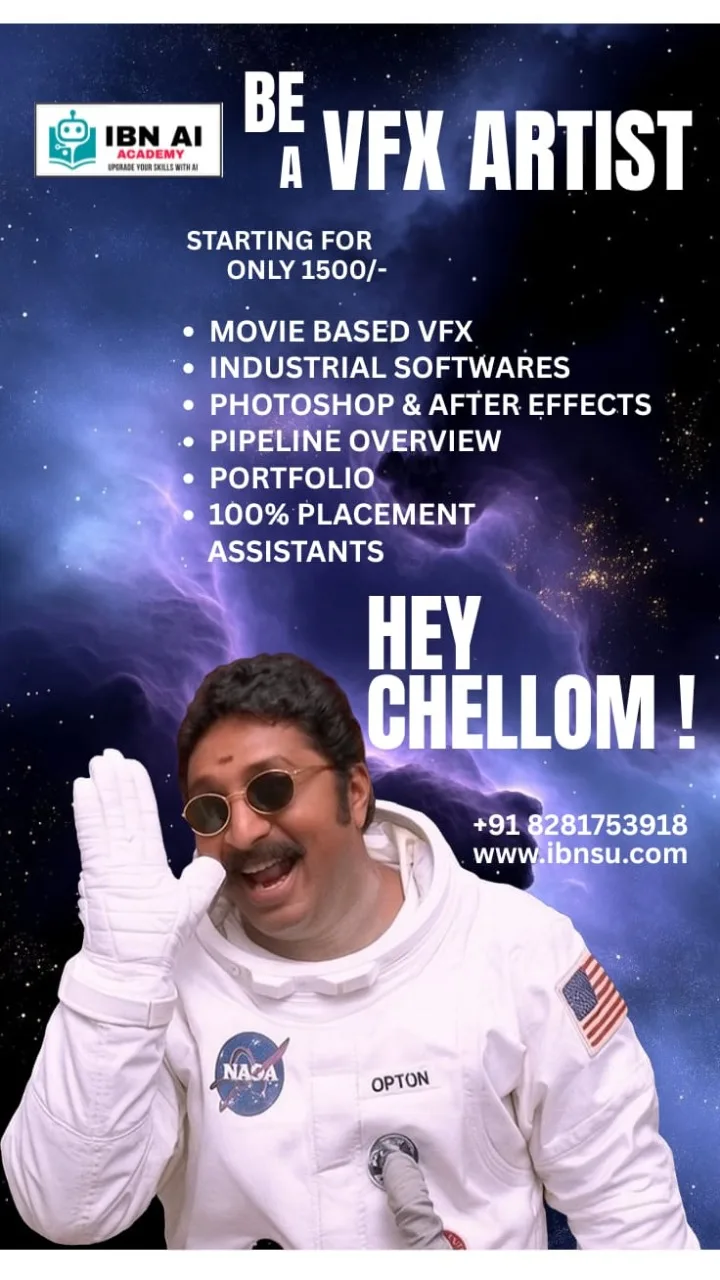 IBN AI
ACADEMY
UPGRADE YOUR SKILLS WITH AI
BE
A VFX ARTIST
STARTING FOR
ONLY 1500/-
• MOVIE BASED VFX
• INDUSTRIAL SOFTWARES
• PHOTOSHOP & AFTER EFFECTS
• PIPELINE OVERVIEW
• PORTFOLIO
• 100% PLACEMENT
ASSISTANTS
HEY
CHELLOM !
+91 8281753918
www.ibnsu.com
NASA
OPTON